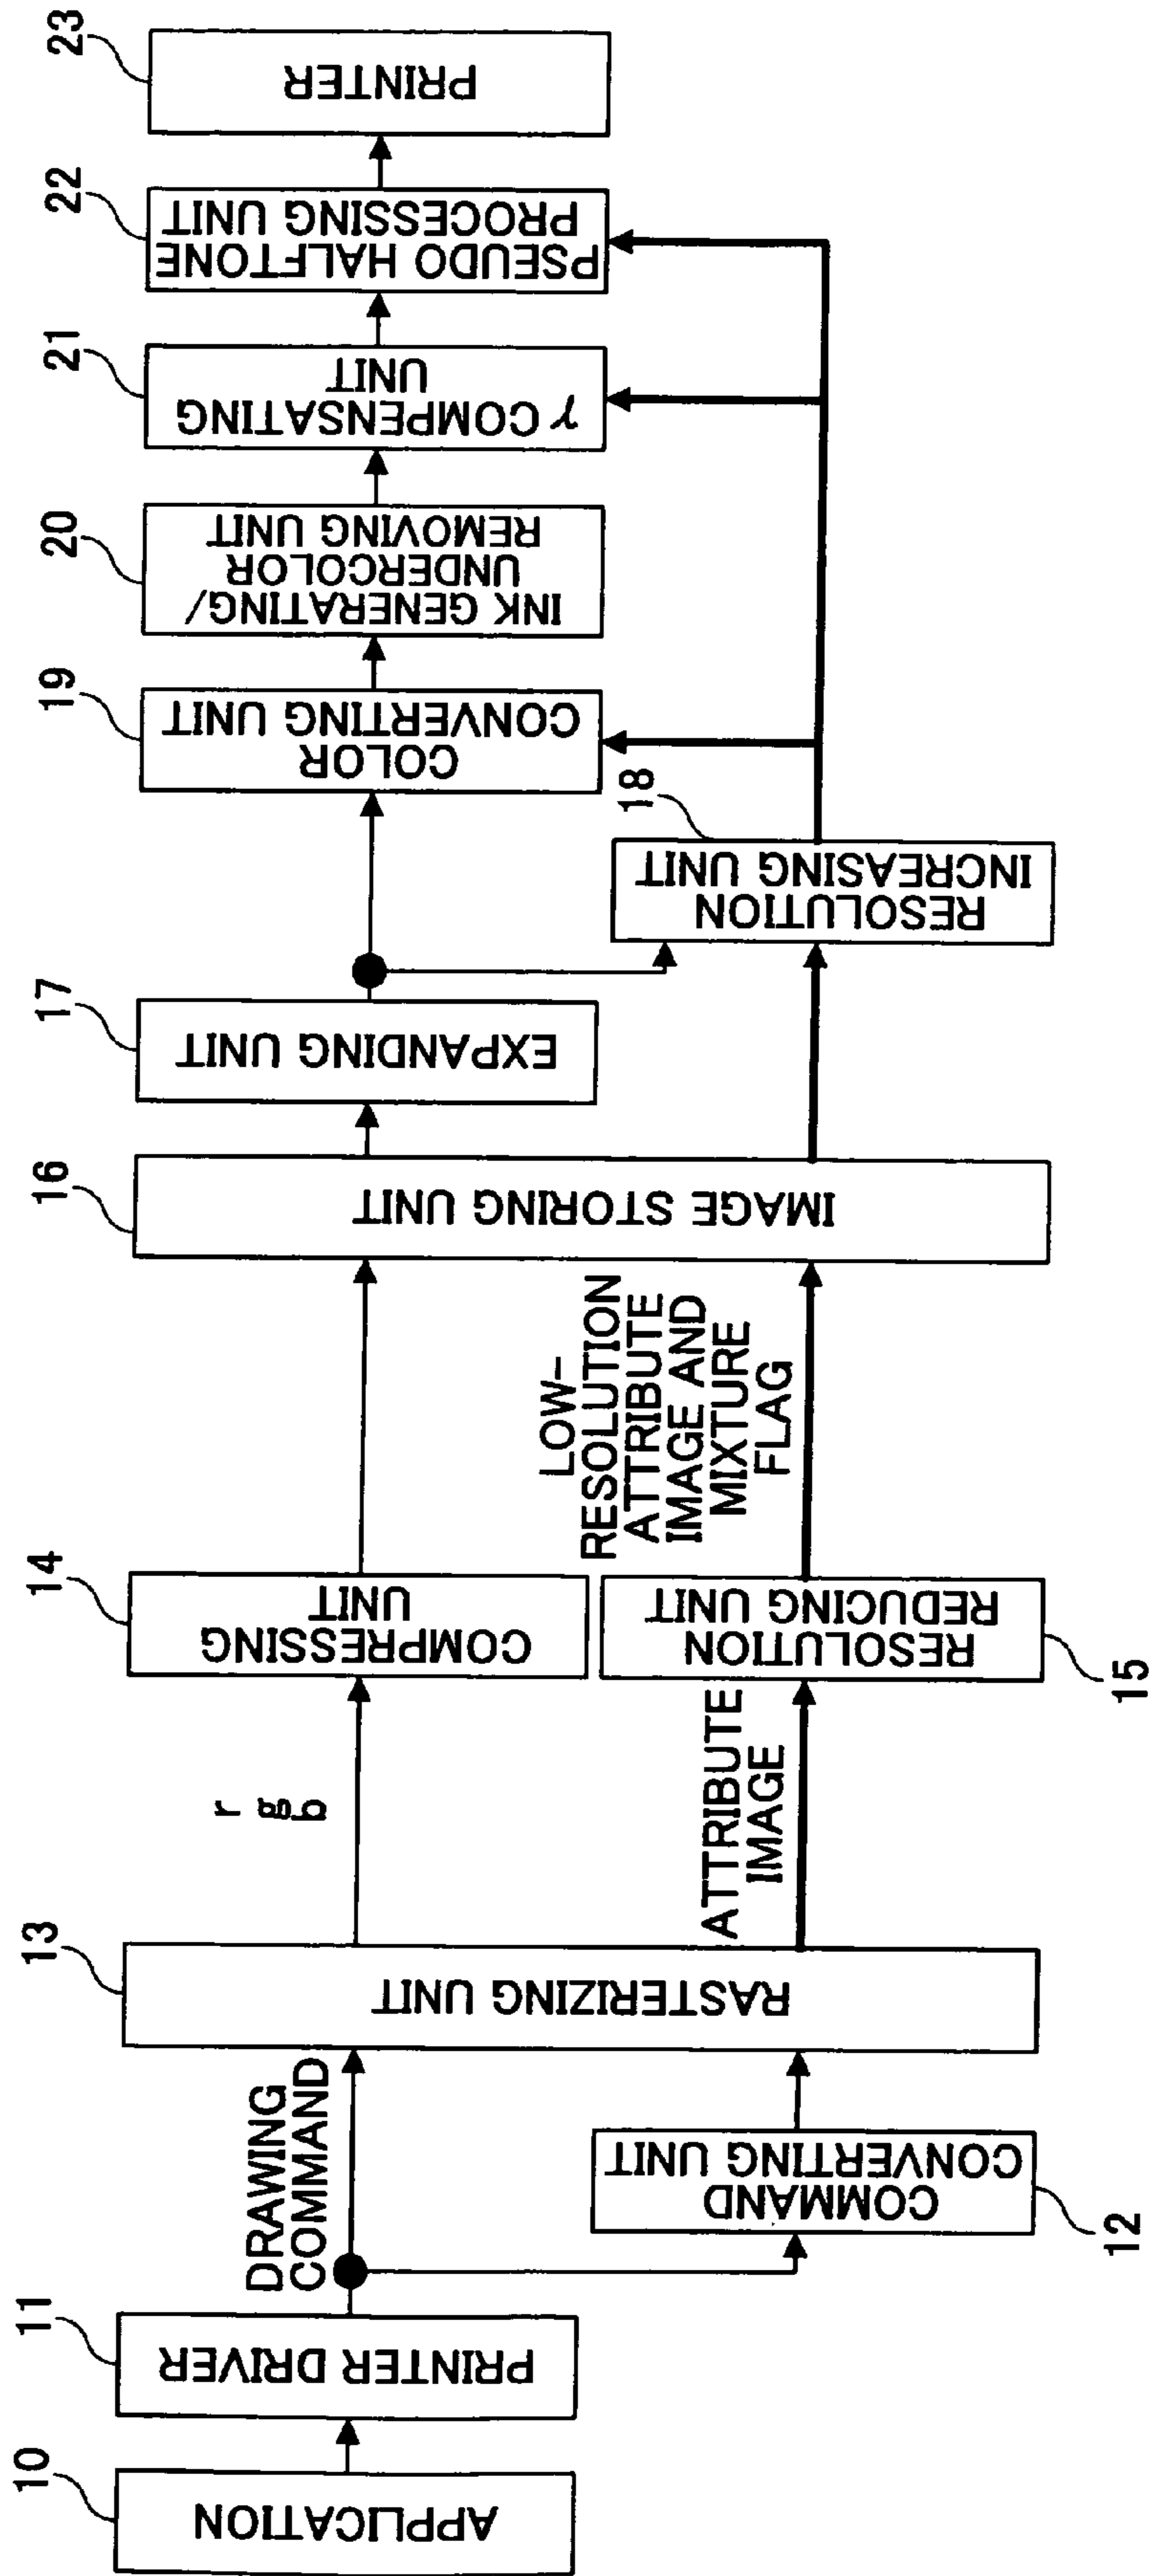 10
APPLICATION
11
PRINTER DRIVER
DRAWING
COMMAND
12
COMMAND
CONVERTING UNIT
13
RASTERIZING UNIT
r
g
b
ATTRIBUTE
IMAGE
14
COMPRESSING
UNIT
15
RESOLUTION
REDUCING UNIT
LOW-
RESOLUTION
ATTRIBUTE
IMAGE AND
MIXTURE
FLAG
16
IMAGE STORING UNIT
17
EXPANDING UNIT
18
RESOLUTION
INCREASING UNIT
19
COLOR
CONVERTING UNIT
20
INK GENERATING/
UNDERCOLOR
REMOVING UNIT
21
γ COMPENSATING
UNIT
22
PSEUDO HALFTONE
PROCESSING UNIT
23
PRINTER